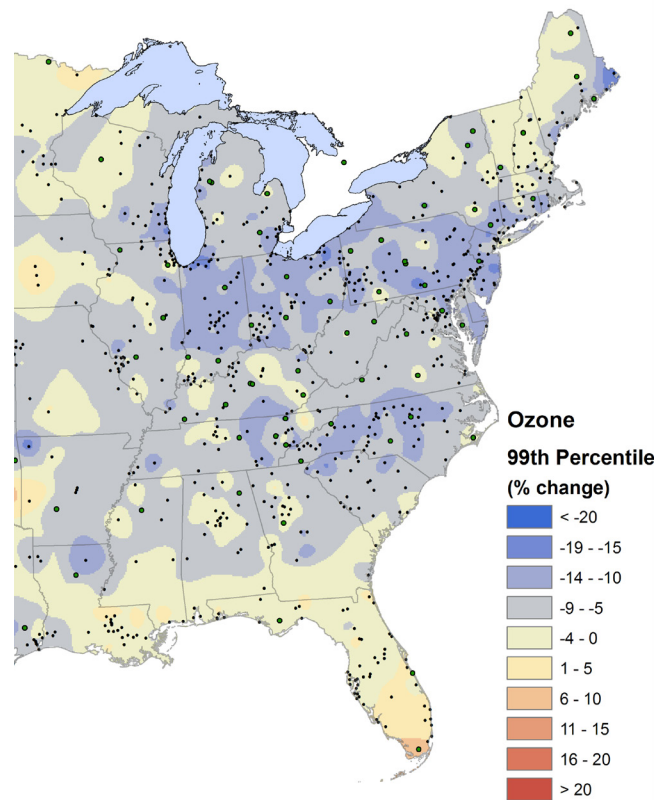 Ozone
99th Percentile
(% change)
< -20
-19 - -15
-14 - -10
-9 - -5
-4 - 0
1 - 5
6 - 10
11 - 15
16 - 20
> 20